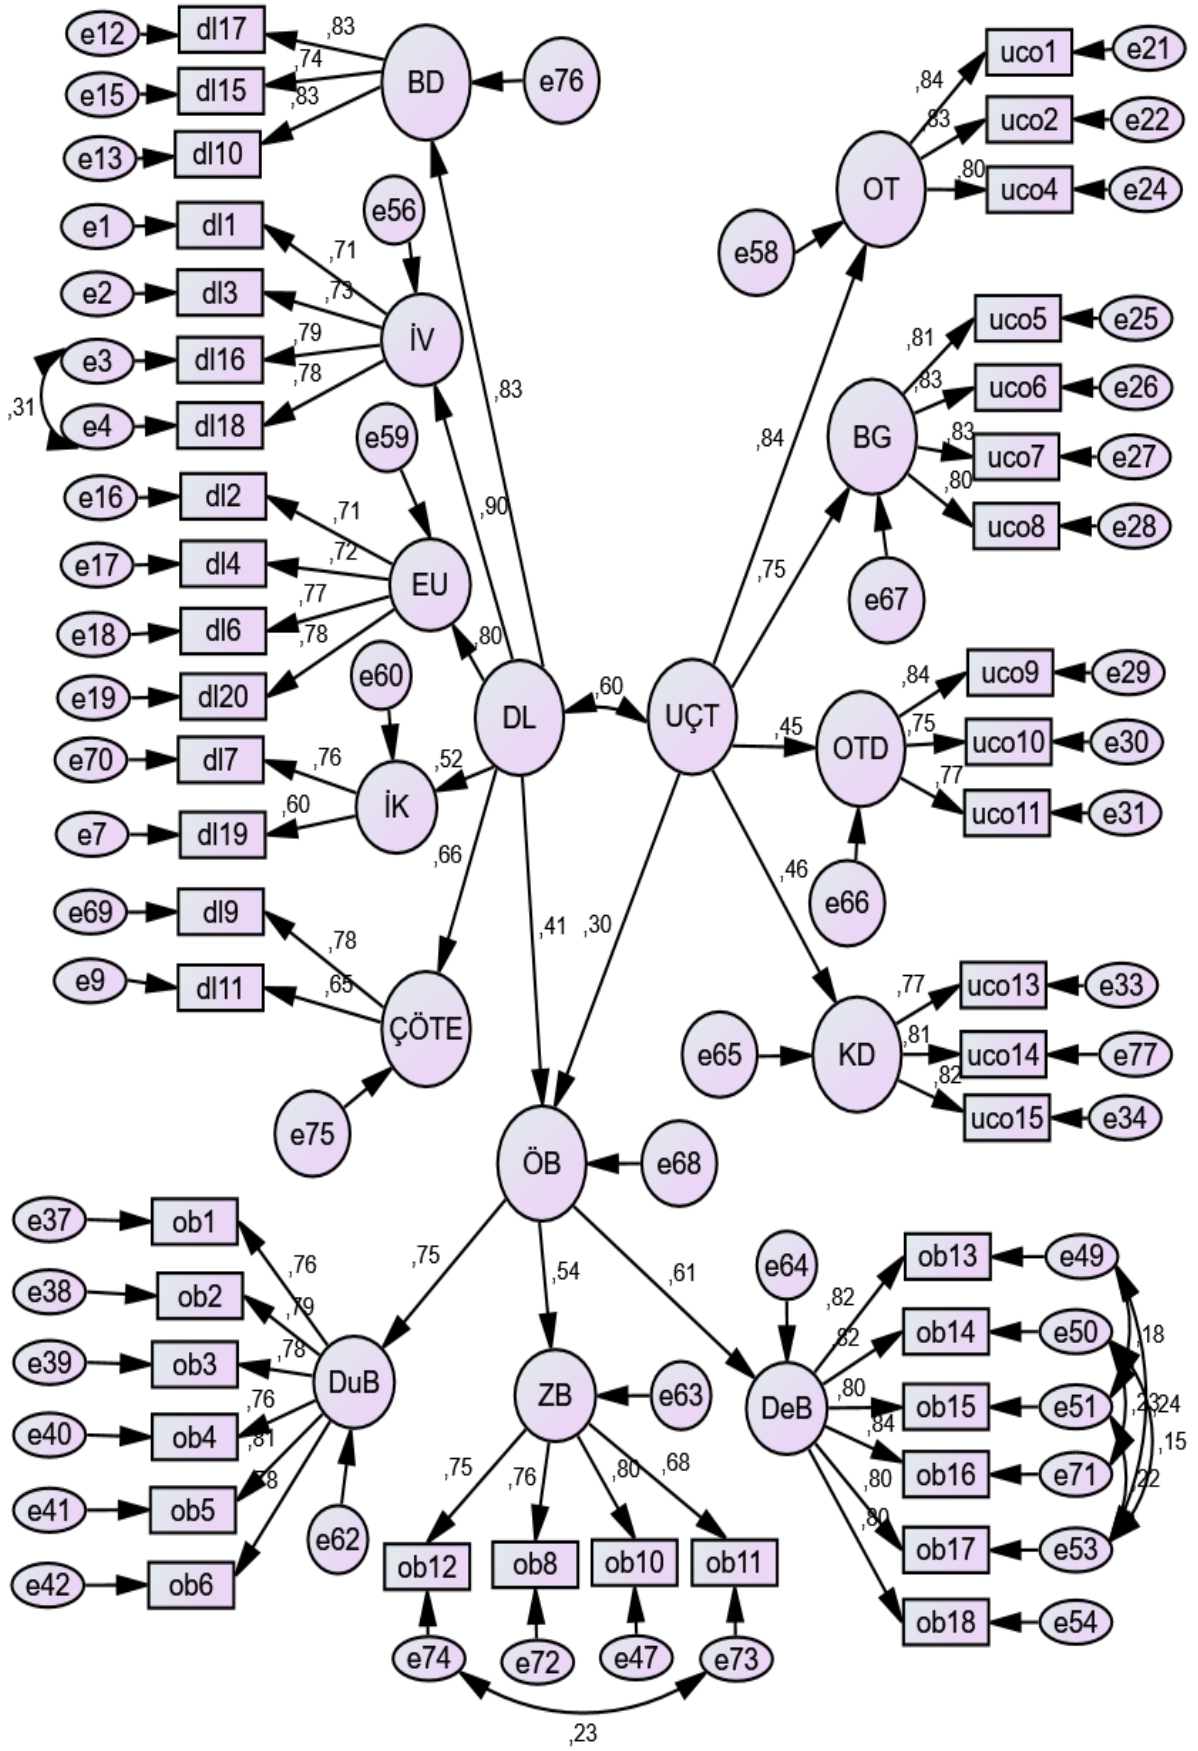 e12 dl17 ,83
e15 dl15 ,74
e13 dl10 ,83
BD e76
e1 dl1 ,71
e2 dl3 ,73
e3 dl16 ,79
e4 dl18 ,78
,31
e56
İV
e16 dl2 ,71
e17 dl4 ,72
e18 dl6 ,77
e19 dl20 ,78
e59
EU
e70 dl7 ,76
e7 dl19 ,60
e60
İK
e69 dl9 ,78
e9 dl11 ,65
ÇÖTE
e75
,83
,90
,80
,52
,66
DL ,60 UÇT
,41 ,30
,84
,75
,45
,46
OT
e58
,84 uco1 e21
,83 uco2 e22
,80 uco4 e24
BG
e67
,81 uco5 e25
,83 uco6 e26
,83 uco7 e27
,80 uco8 e28
OTD
e66
,84 uco9 e29
,75 uco10 e30
,77 uco11 e31
e65 KD
,77 uco13 e33
,81 uco14 e77
,82 uco15 e34
ÖB e68
,75 ,54 ,61
e37 ob1 ,76
e38 ob2 ,79
e39 ob3 ,78
e40 ob4 ,76
e41 ob5 ,81
e42 ob6
DuB
e62
ZB e63
,75 ,76 ,80 ,68
ob12 ob8 ob10 ob11
e74 e72 e47 e73
,23
e64
DeB
,82 ob13 e49
,82 ob14 e50
,80 ob15 e51
,84 ob16 e71
,80 ob17 e53
,80 ob18 e54
,18
,23
,24
,15
,22